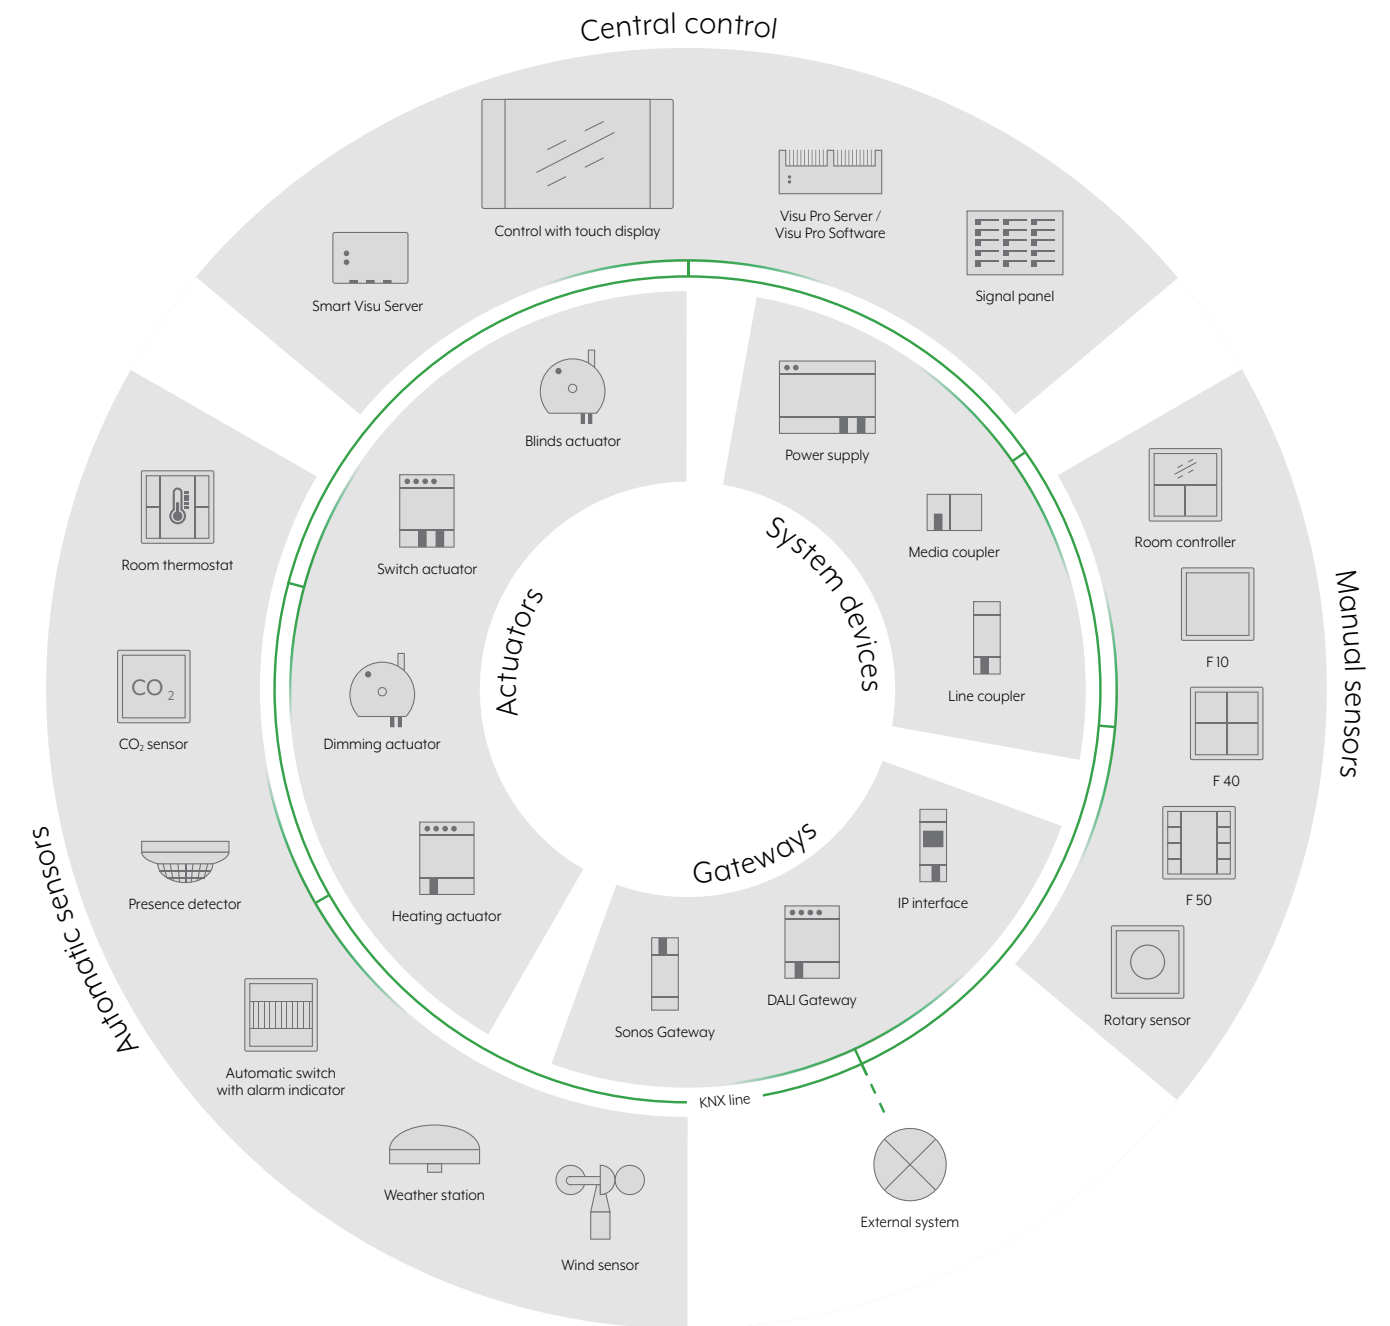 Central control
Control with touch display
Visu Pro Server /
Visu Pro Software
Smart Visu Server
Signal panel
Blinds actuator
Power supply
Switch actuator
Media coupler
Room thermostat
Room controller
System devices
Actuators
Line coupler
F 10
Manual sensors
CO 2
CO₂ sensor
Dimming actuator
F 40
Automatic sensors
Presence detector
Heating actuator
Gateways
IP interface
F 50
Sonos Gateway
DALI Gateway
Rotary sensor
Automatic switch
with alarm indicator
KNX line
Weather station
Wind sensor
External system